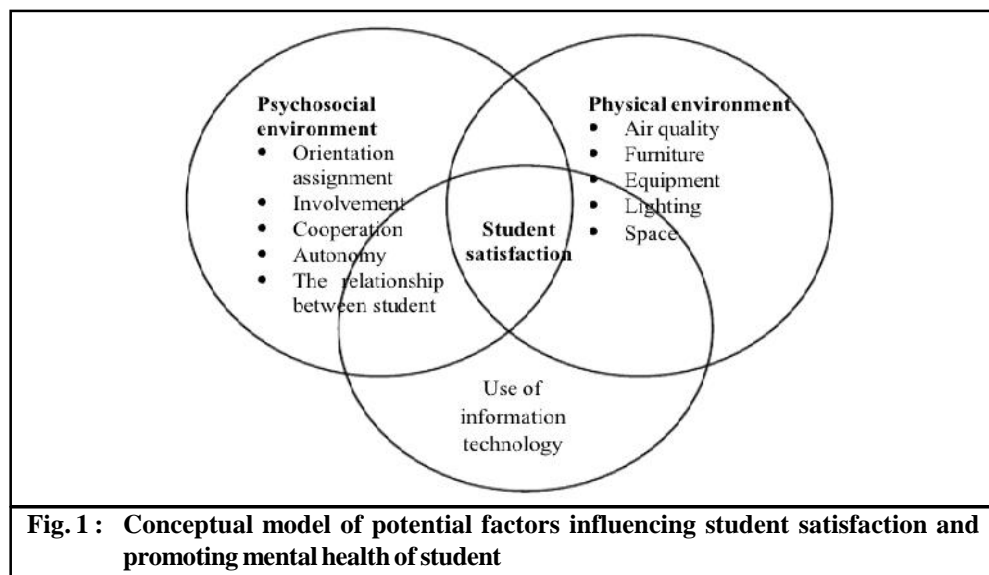 Psychosocial
environment
• Orientation
assignment
• Involvement
• Cooperation
• Autonomy
• The relationship
between student
Physical environment
• Air quality
• Furniture
• Equipment
• Lighting
• Space
Student
satisfaction
Use of
information
technology
Fig. 1 : Conceptual model of potential factors influencing student satisfaction and
promoting mental health of student